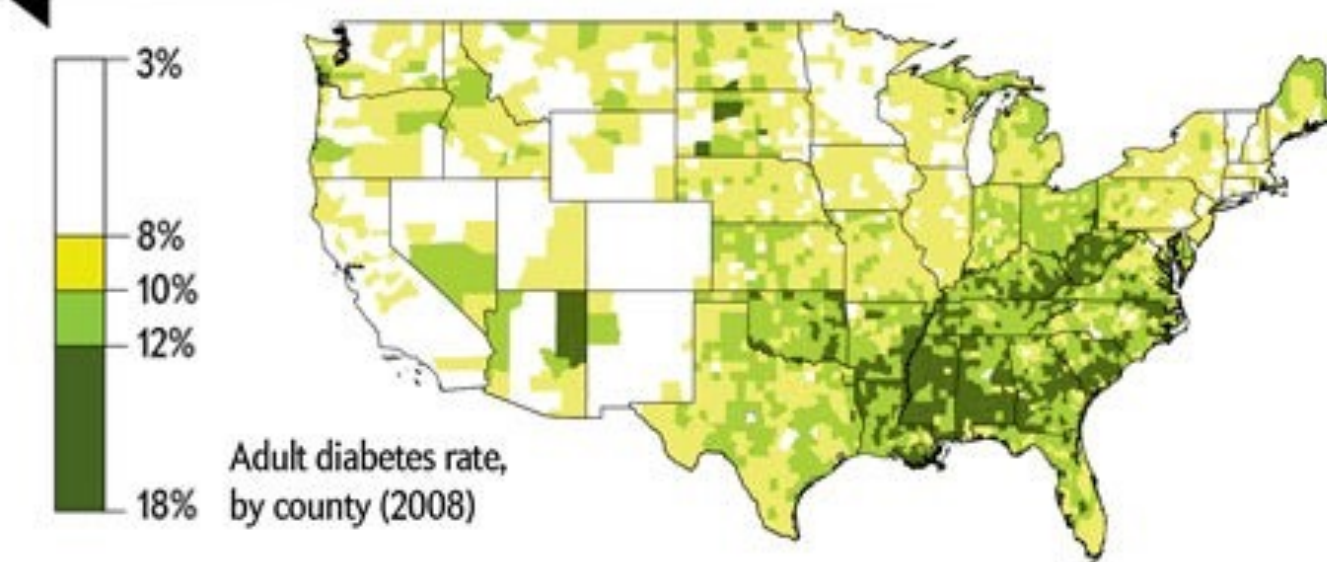 3%
8%
10%
12%
18%
Adult diabetes rate,
by county (2008)